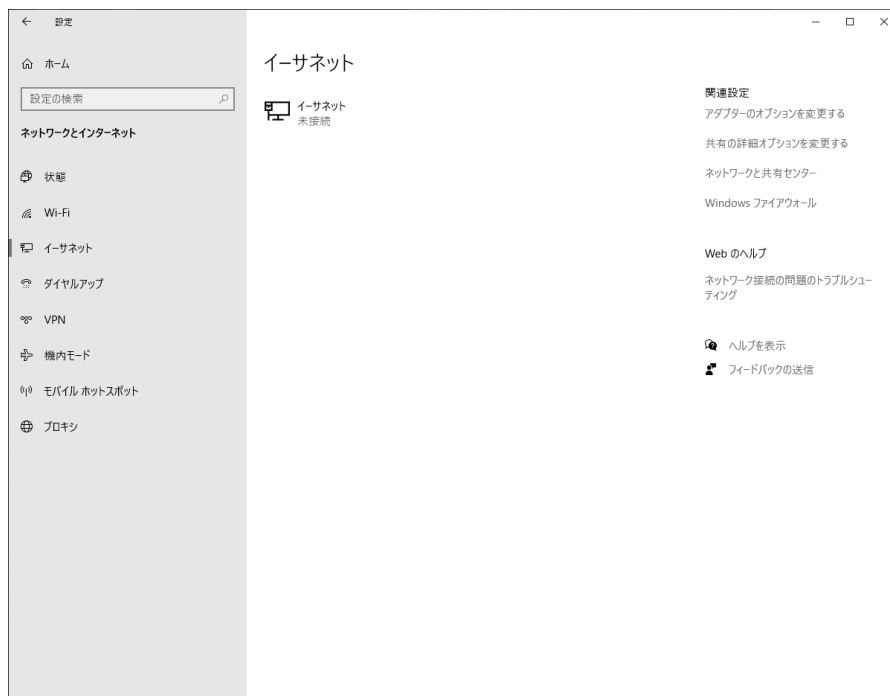 設定
ホーム
設定の検索
ネットワークとインターネット
状態
Wi-Fi
イーサネット
ダイヤルアップ
VPN
機内モード
モバイル ホットスポット
プロキシ
イーサネット
イーサネット
未接続
関連設定
アダプターのオプションを変更する
共有の詳細オプションを変更する
ネットワークと共有センター
Windows ファイアウォール
Web のヘルプ
ネットワーク接続の問題のトラブルシュー
ティング
ヘルプを表示
フィードバックの送信